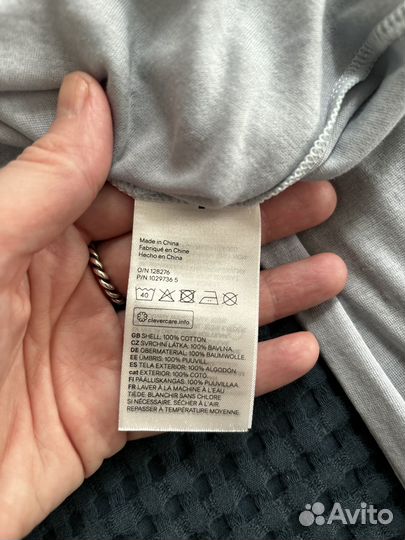 Made in China
Fabriqué en Chine
Hecho en China
O/N 128276
P/N 1029736 5
40
clevercare.info
GB SHELL: 100% COTTON
CZ SVRCHNÍ LÁTKA: 100% BAVLNA
DE OBERMATERIAL: 100% BAUMWOLLE
EE ÜMBRIS: 100% PUUVILL
ES TELA EXTERIOR: 100% ALGODÓN
cat EXTERIOR: 100% COTÓ
FI PÄÄLLISKANGAS: 100% PUUVILLAA
FR LAVER À LA MACHINE À L'EAU
TIÈDE. BLANCHIR SANS CHLORE
SI NÉCESSAIRE. SÉCHER À L'AIR.
REPASSER À TEMPÉRATURE MOYENNE.
Avito